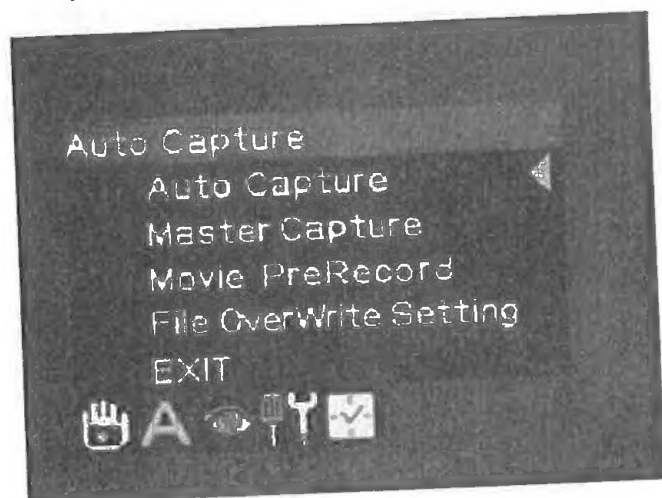 Auto Capture
Auto Capture
Master Capture
Movie PreRecord
File OverWrite Setting
EXIT
A